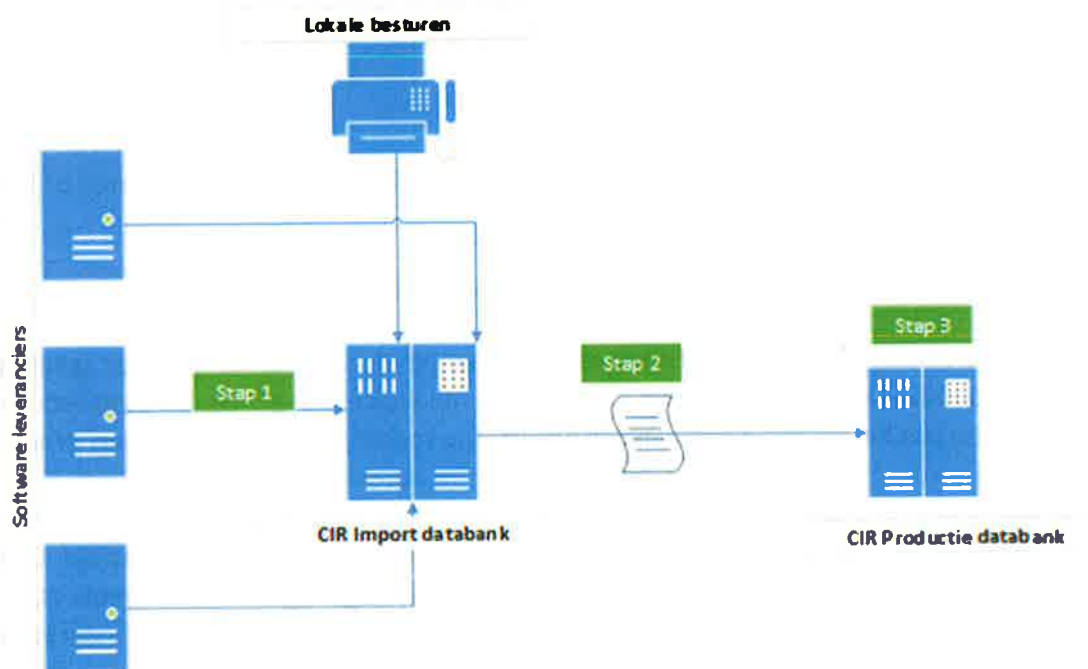 Lokale besturen
Software leveranciers
Stap 1
Stap 2
Stap 3
CIR Import databank
CIR Productie databank